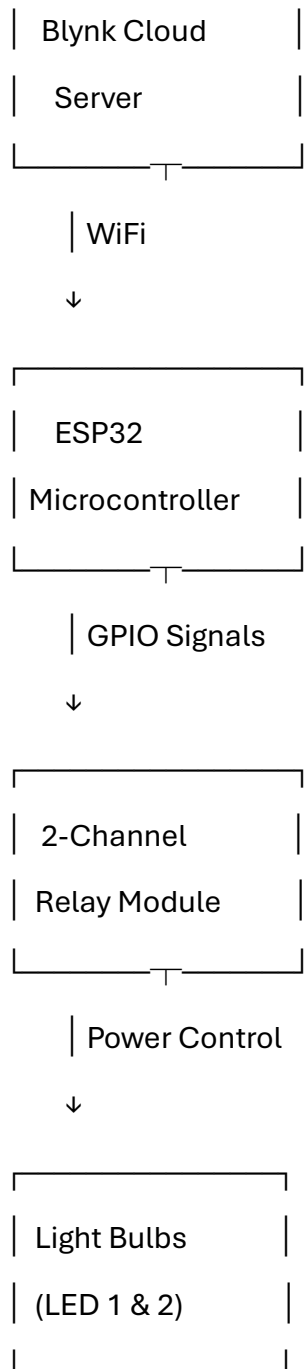 Blynk Cloud
Server
WiFi
↓
ESP32
Microcontroller
GPIO Signals
↓
2-Channel
Relay Module
Power Control
↓
Light Bulbs
(LED 1 & 2)